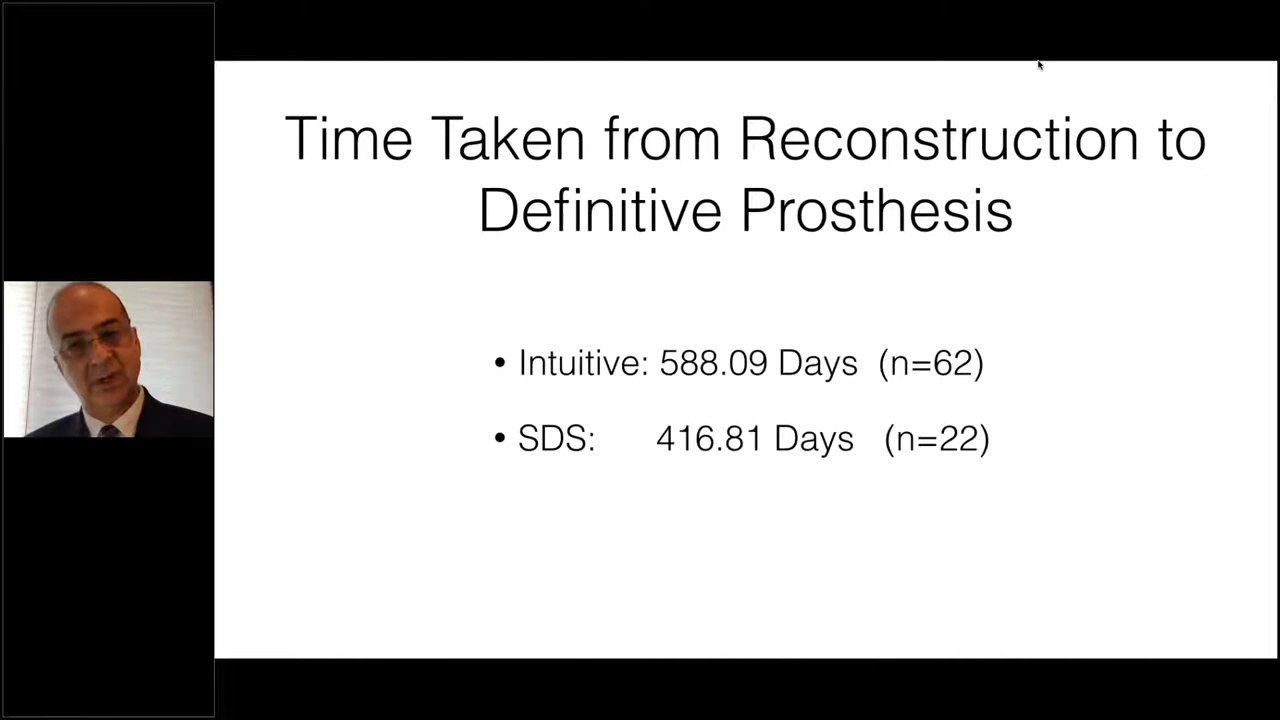 Time Taken from Reconstruction to
Definitive Prosthesis
• Intuitive: 588.09 Days (n=62)
• SDS: 416.81 Days (n=22)